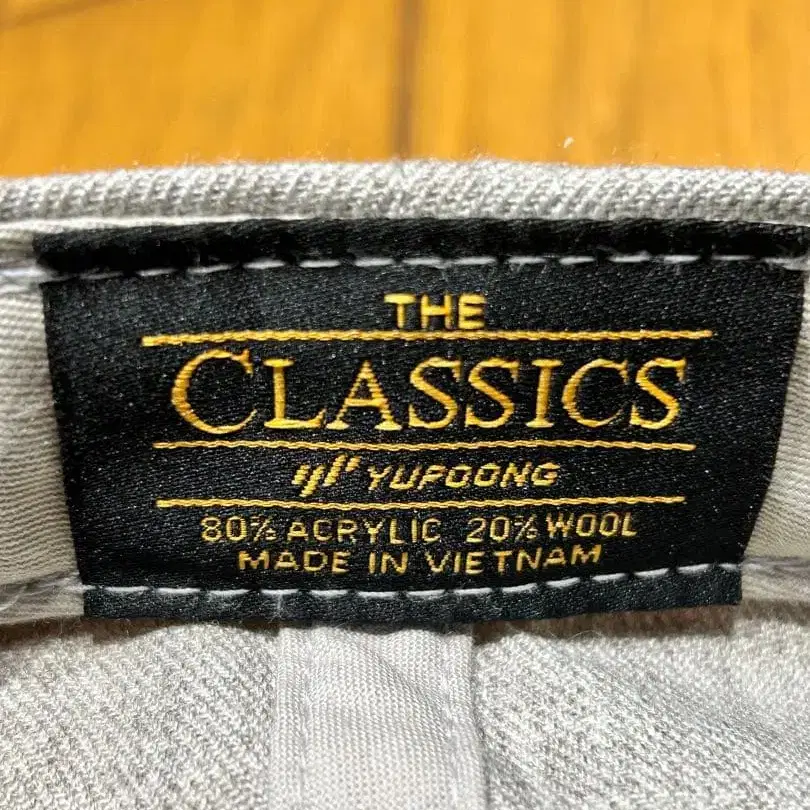 THE
CLASSICS
YUPOONG
80% ACRYLIC 20% WOOL
MADE IN VIETNAM